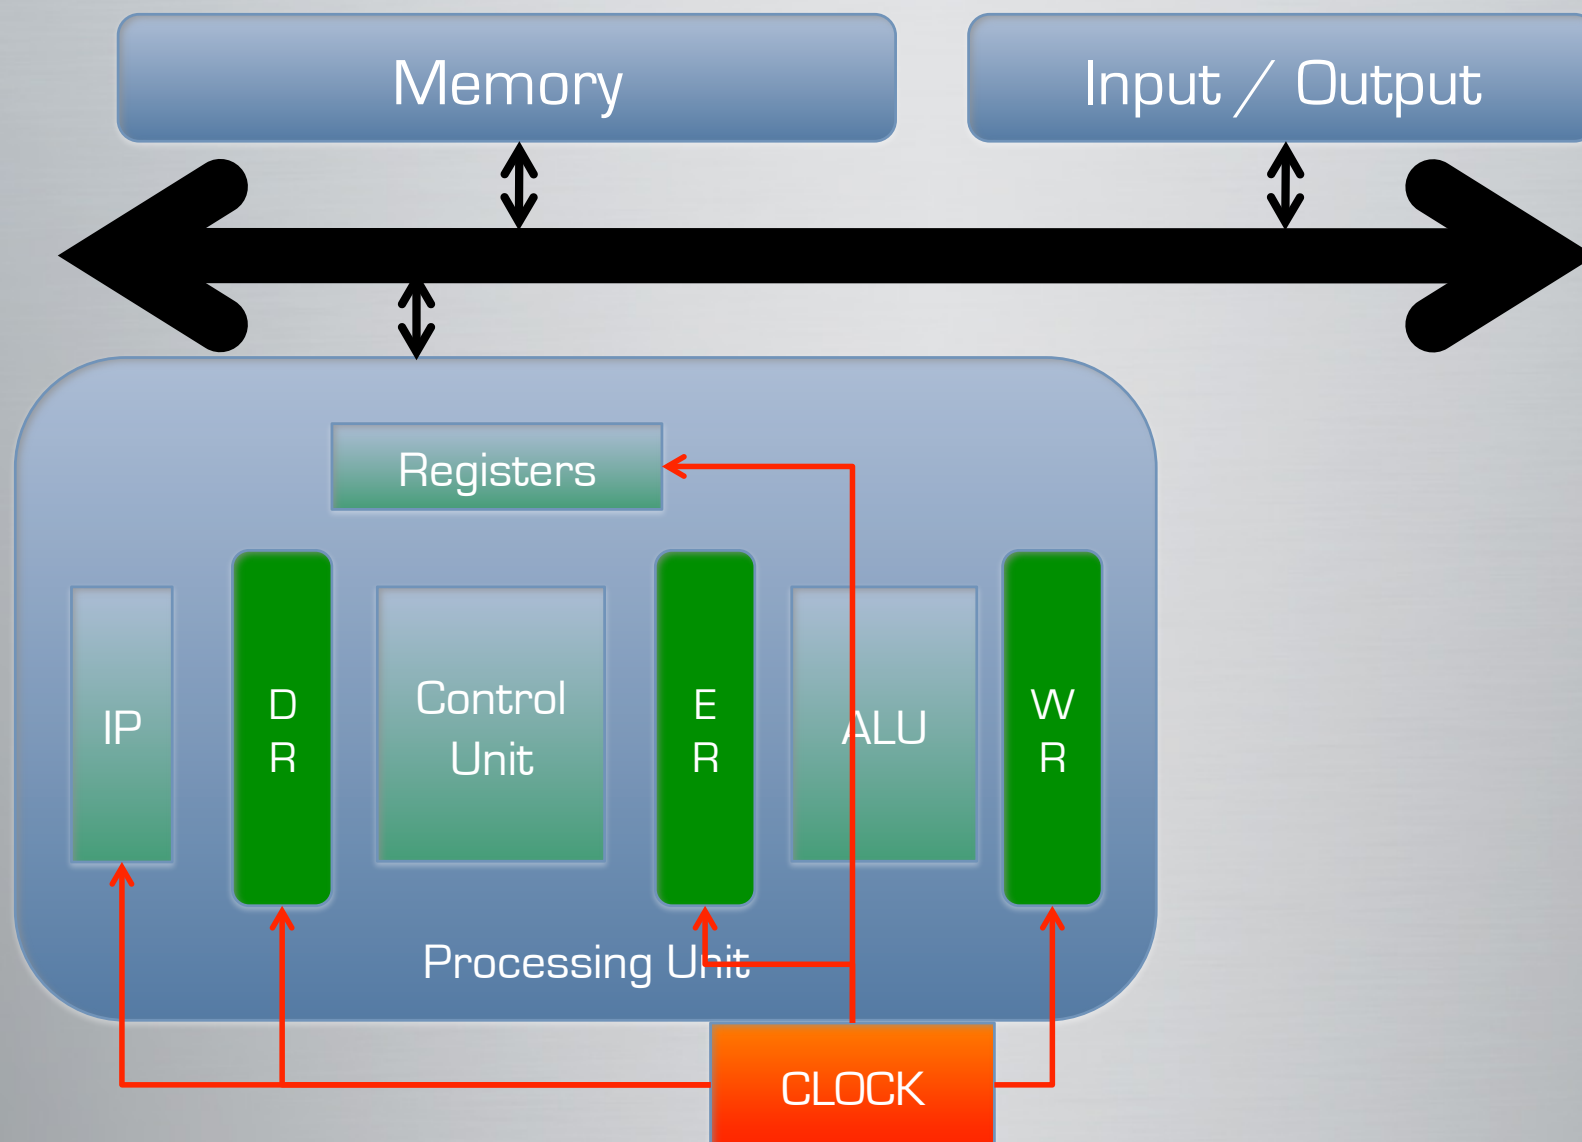 Memory
Input / Output
Registers
IP
D
R
Control
Unit
E
R
ALU
W
R
Processing Unit
CLOCK